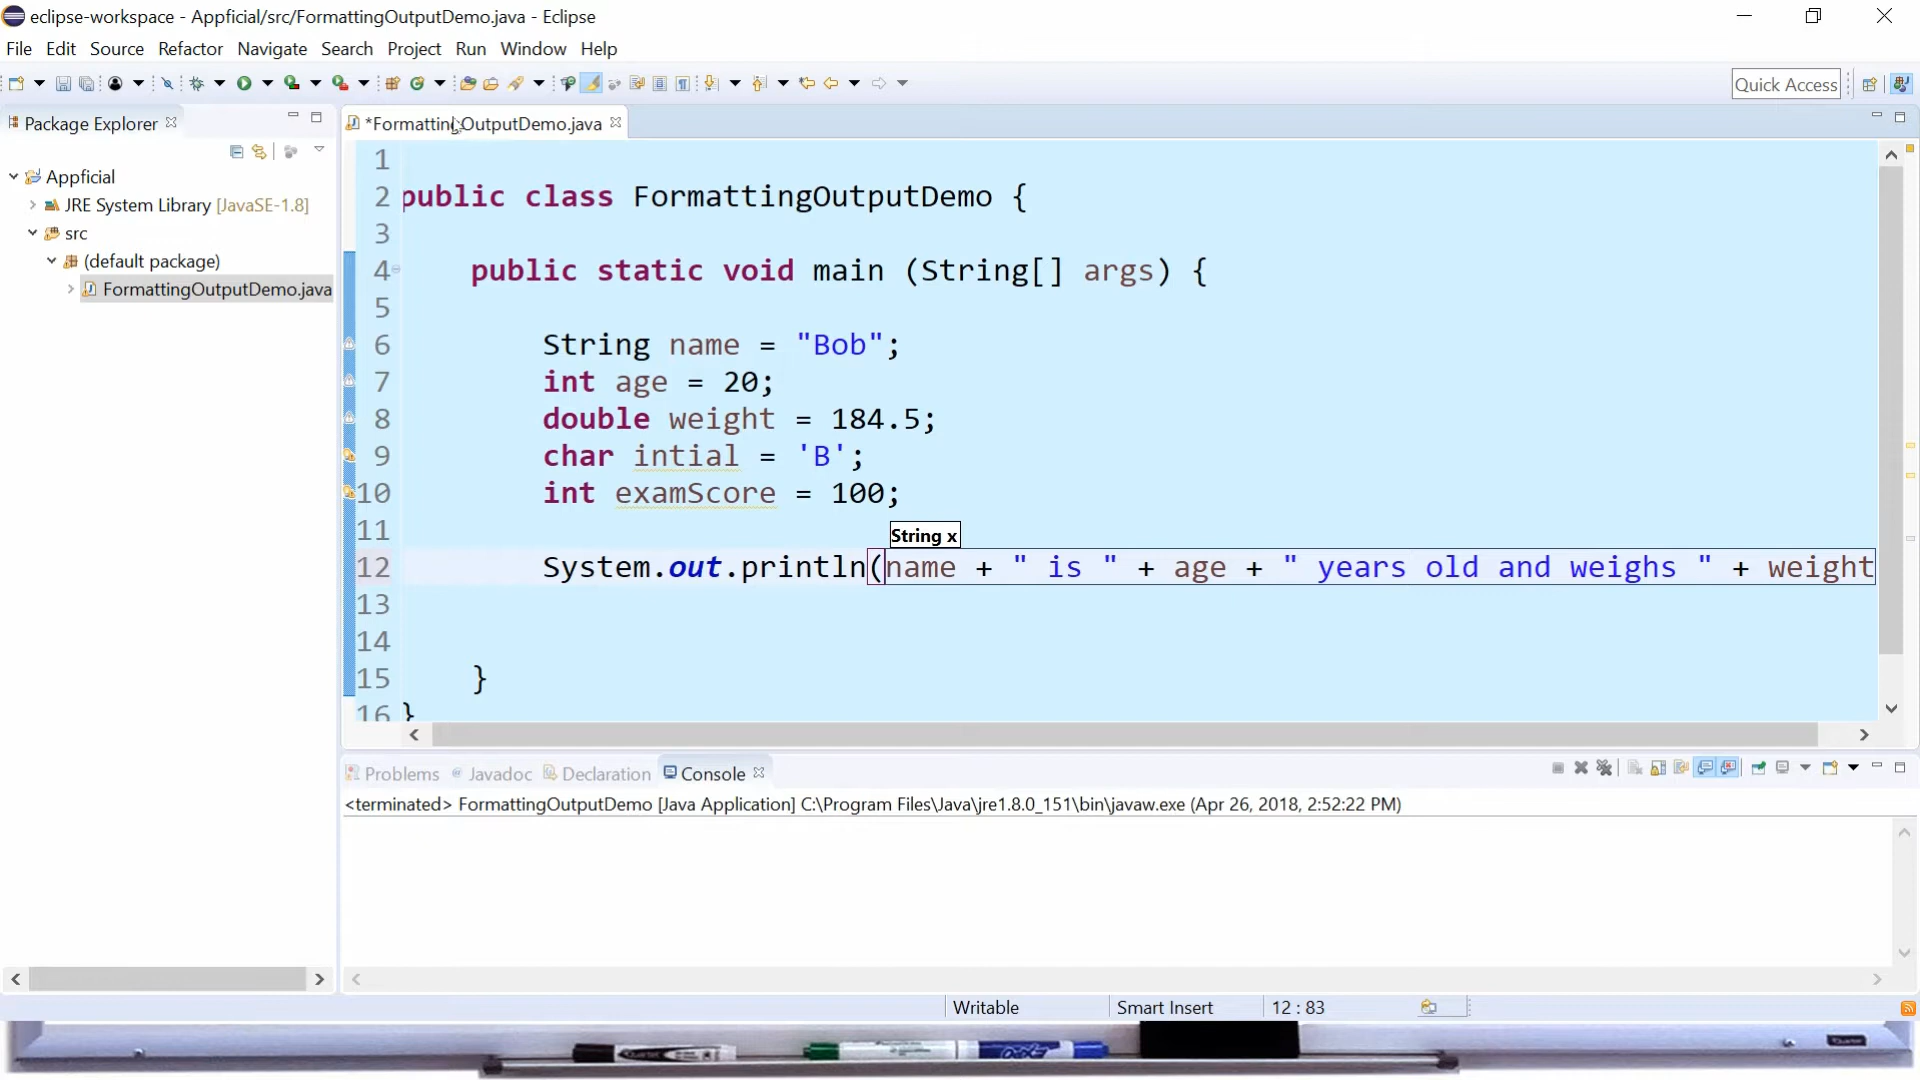 eclipse-workspace - Appficial/src/FormattingOutputDemo.java - Eclipse
File Edit Source Refactor Navigate Search Project Run Window Help
Quick Access
Package Explorer
*FormattingOutputDemo.java
Appficial
JRE System Library [JavaSE-1.8]
src
(default package)
FormattingOutputDemo.java
1
2 public class FormattingOutputDemo {
3
4 public static void main (String[] args) {
5
6 String name = "Bob";
7 int age = 20;
8 double weight = 184.5;
9 char intial = 'B';
10 int examScore = 100;
11
String x
12 System.out.println(name + " is " + age + " years old and weighs " + weight
13
14
15 }
16 }
Problems Javadoc Declaration Console
<terminated> FormattingOutputDemo [Java Application] C:\Program Files\Java\jre1.8.0_151\bin\javaw.exe (Apr 26, 2018, 2:52:22 PM)
Writable Smart Insert 12 : 83